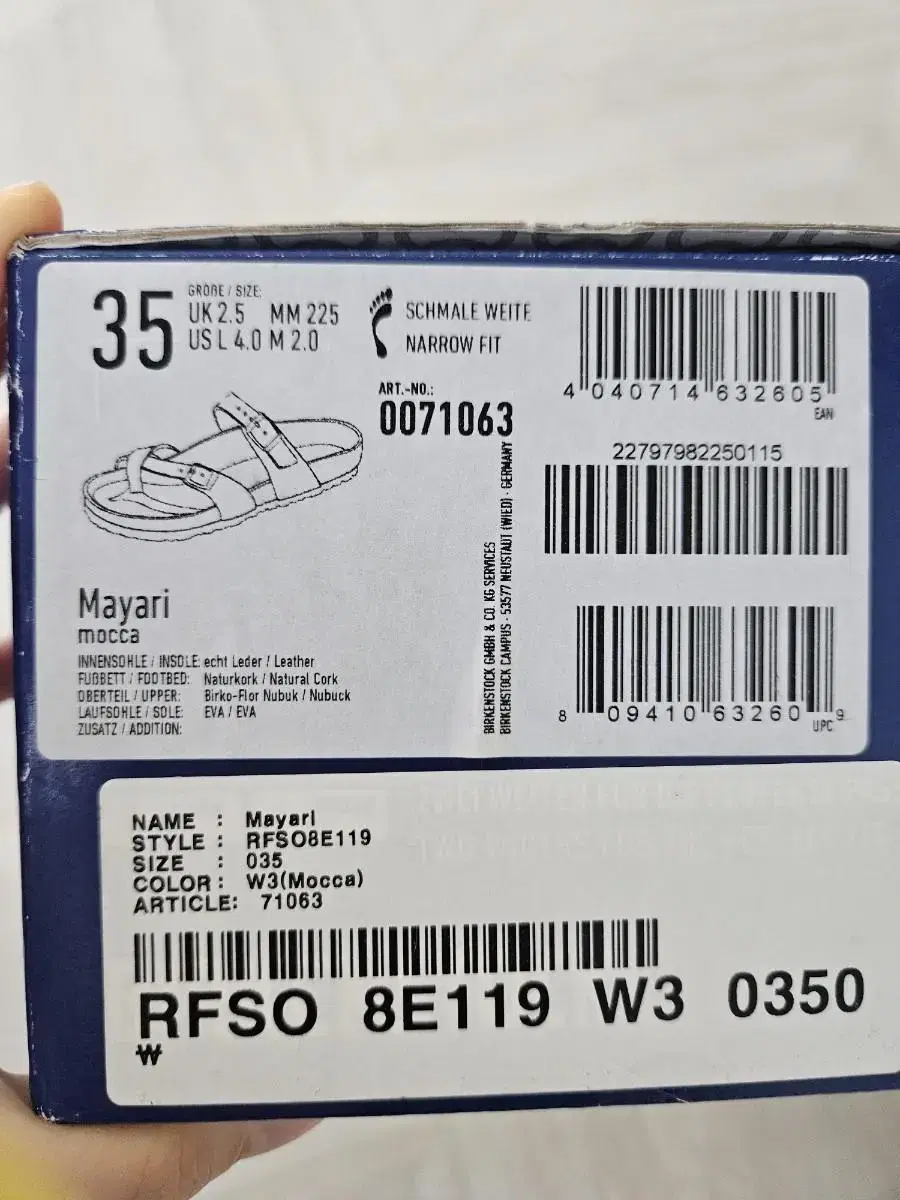 35
GRÖßE / SIZE:
UK 2.5 MM 225
US L 4.0 M 2.0
SCHMALE WEITE
NARROW FIT
ART.-NO.:
0071063
4 040714 632605
EAN
22797982250115
BIRKENSTOCK GMBH & CO. KG SERVICES
BIRKENSTOCK CAMPUS · 53577 NEUSTADT (WIED) · GERMANY
Mayari
mocca
INNENSOHLE / INSOLE: echt Leder / Leather
FUßBETT / FOOTBED: Naturkork / Natural Cork
OBERTEIL / UPPER: Birko-Flor Nubuk / Nubuck
LAUFSOHLE / SOLE: EVA / EVA
ZUSATZ / ADDITION:
8 09410 63260 9
UPC
NAME : Mayari
STYLE : RFSO8E119
SIZE : 035
COLOR : W3(Mocca)
ARTICLE: 71063
RFSO 8E119 W3 0350
₩